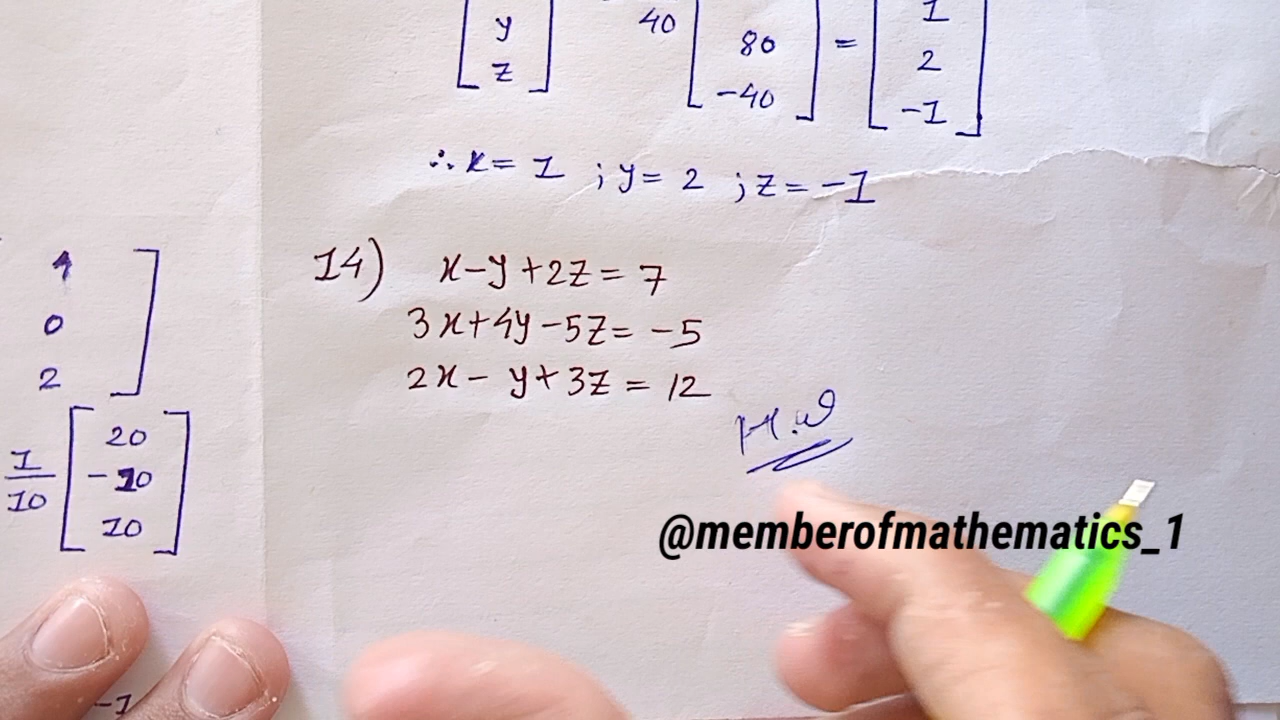 y
z
40
80
-40
=
1
2
-1
∴ x = 1 ; y = 2 ; z = -1
14) x - y + 2z = 7
3x + 4y - 5z = -5
2x - y + 3z = 12
H.W
@memberofmathematics_1
0
2
1
10
20
-10
10
-1